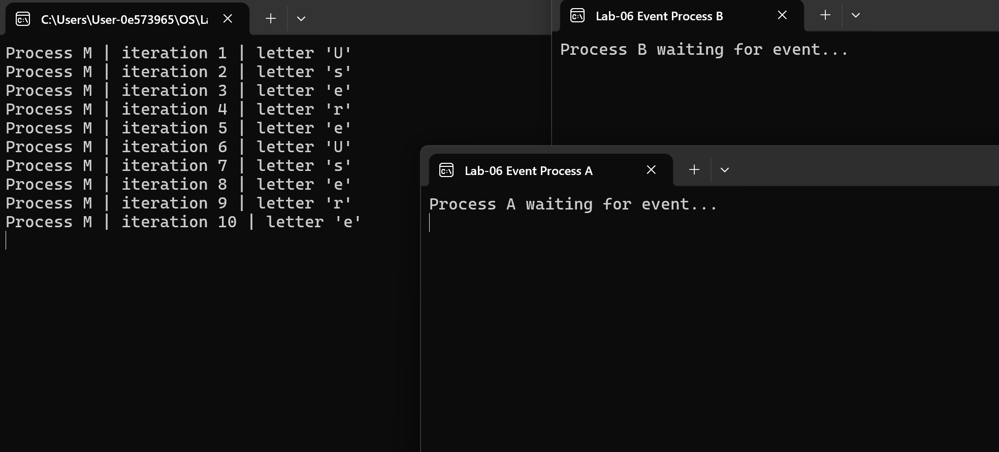 C:\Users\User-0e573965\OS\La
Process M | iteration 1 | letter 'U'
Process M | iteration 2 | letter 's'
Process M | iteration 3 | letter 'e'
Process M | iteration 4 | letter 'r'
Process M | iteration 5 | letter 'e'
Process M | iteration 6 | letter 'U'
Process M | iteration 7 | letter 's'
Process M | iteration 8 | letter 'e'
Process M | iteration 9 | letter 'r'
Process M | iteration 10 | letter 'e'
Lab-06 Event Process B
Process B waiting for event...
Lab-06 Event Process A
Process A waiting for event...